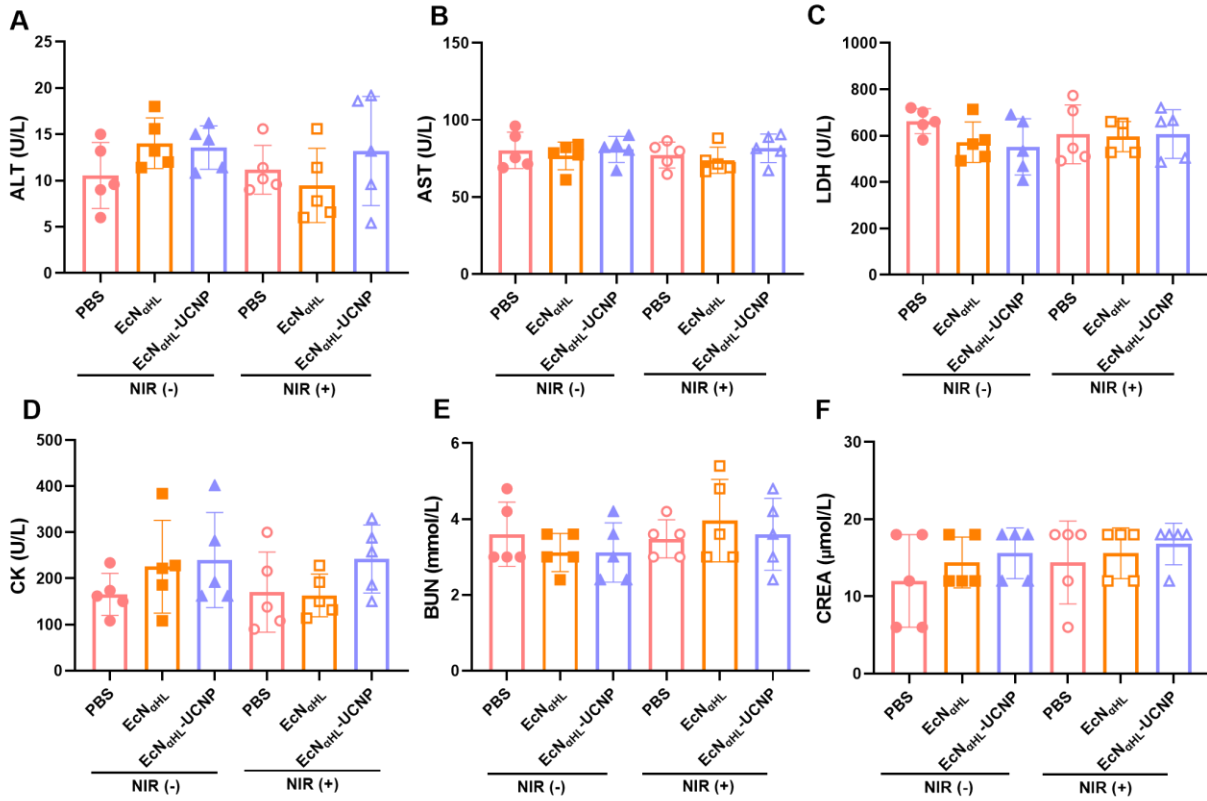 A
ALT (U/L)
25
20
15
10
5
0
PBS
EcNαHL
EcNαHL-UCNP
PBS
EcNαHL
EcNαHL-UCNP
NIR (-)
NIR (+)
B
AST (U/L)
150
100
50
0
PBS
EcNαHL
EcNαHL-UCNP
PBS
EcNαHL
EcNαHL-UCNP
NIR (-)
NIR (+)
C
LDH (U/L)
1000
800
600
400
200
0
PBS
EcNαHL
EcNαHL-UCNP
PBS
EcNαHL
EcNαHL-UCNP
NIR (-)
NIR (+)
D
CK (U/L)
500
400
300
200
100
0
PBS
EcNαHL
EcNαHL-UCNP
PBS
EcNαHL
EcNαHL-UCNP
NIR (-)
NIR (+)
E
BUN (mmol/L)
6
4
2
0
PBS
EcNαHL
EcNαHL-UCNP
PBS
EcNαHL
EcNαHL-UCNP
NIR (-)
NIR (+)
F
CREA (μmol/L)
30
20
10
0
PBS
EcNαHL
EcNαHL-UCNP
PBS
EcNαHL
EcNαHL-UCNP
NIR (-)
NIR (+)